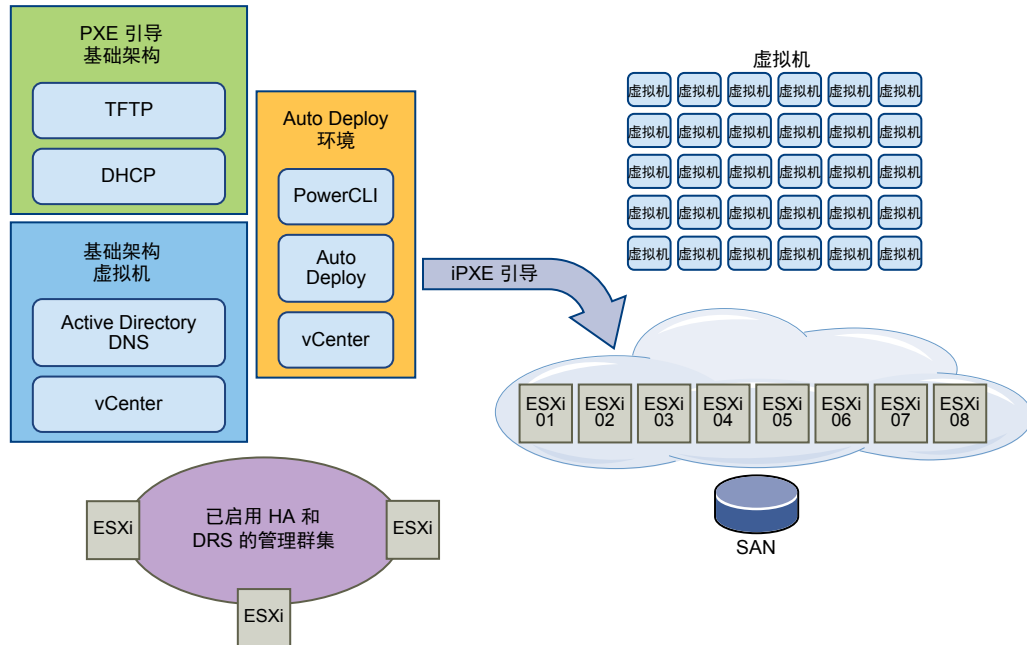 PXE 引导
基础架构
TFTP
DHCP
基础架构
虚拟机
Active Directory
DNS
vCenter
Auto Deploy
环境
PowerCLI
Auto
Deploy
vCenter
iPXE 引导
虚拟机
虚拟机 虚拟机 虚拟机 虚拟机 虚拟机 虚拟机
虚拟机 虚拟机 虚拟机 虚拟机 虚拟机 虚拟机
虚拟机 虚拟机 虚拟机 虚拟机 虚拟机 虚拟机
虚拟机 虚拟机 虚拟机 虚拟机 虚拟机 虚拟机
虚拟机 虚拟机 虚拟机 虚拟机 虚拟机 虚拟机
ESXi ESXi ESXi ESXi ESXi ESXi ESXi ESXi
01 02 03 04 05 06 07 08
SAN
已启用 HA 和
DRS 的管理群集
ESXi
ESXi
ESXi